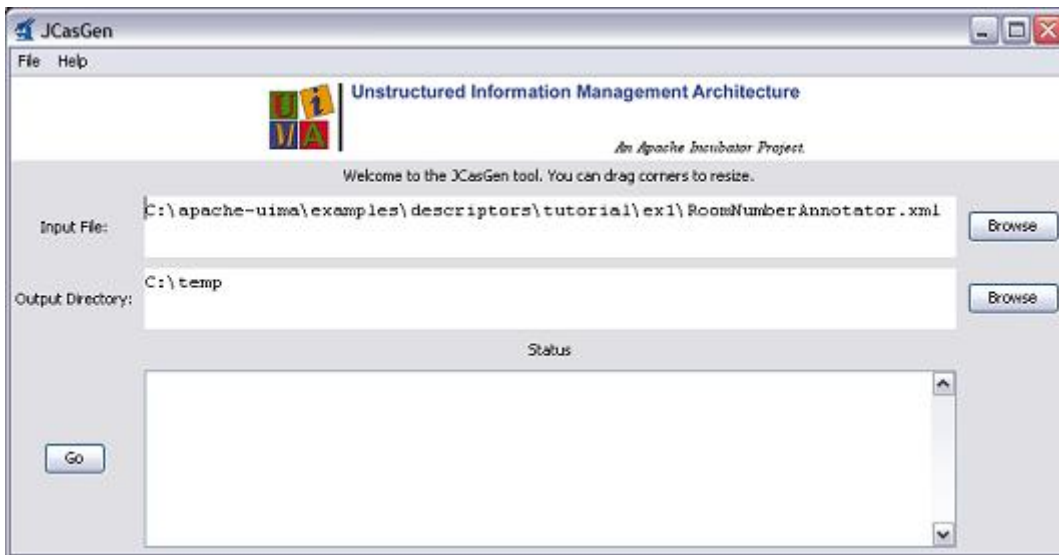 JCasGen
File Help
UIMA
Unstructured Information Management Architecture
An Apache Incubator Project.
Welcome to the JCasGen tool. You can drag corners to resize.
Input File:
C:\apache-uima\examples\descriptors\tutorial\ex1\RoomNumberAnnotator.xml
Browse
Output Directory:
C:\temp
Browse
Status
Go